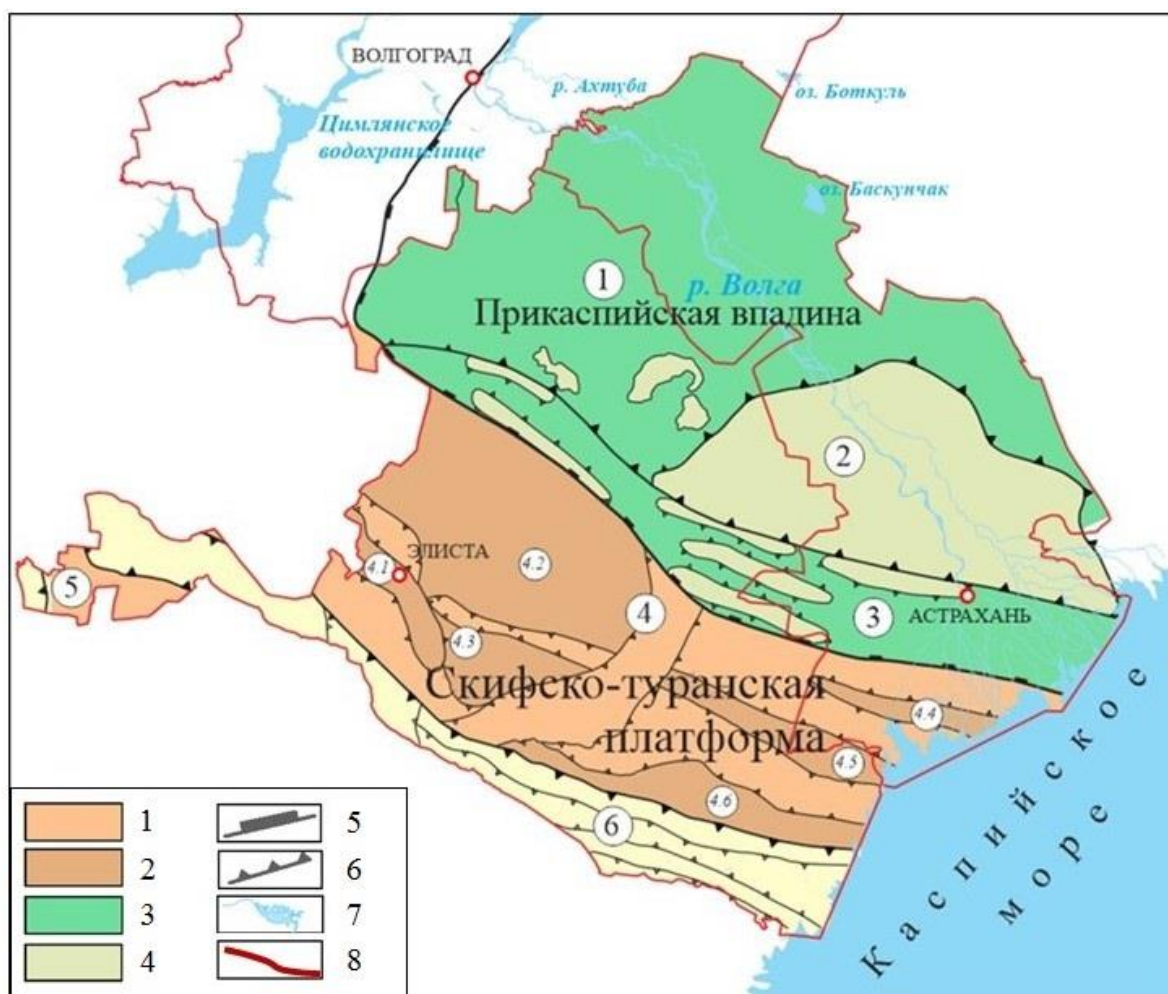 ВОЛГОГРАД
р. Ахтуба
оз. Боткуль
Цимлянское
водохранилище
оз. Баскунчак
1
р. Волга
Прикаспийская впадина
2
ЭЛИСТА
4.1
4.2
5
4
3
АСТРАХАНЬ
4.3
Скифско-туранская
платформа
4.4
4.5
4.6
6
Каспийское
море
1
5
2
6
3
7
4
8